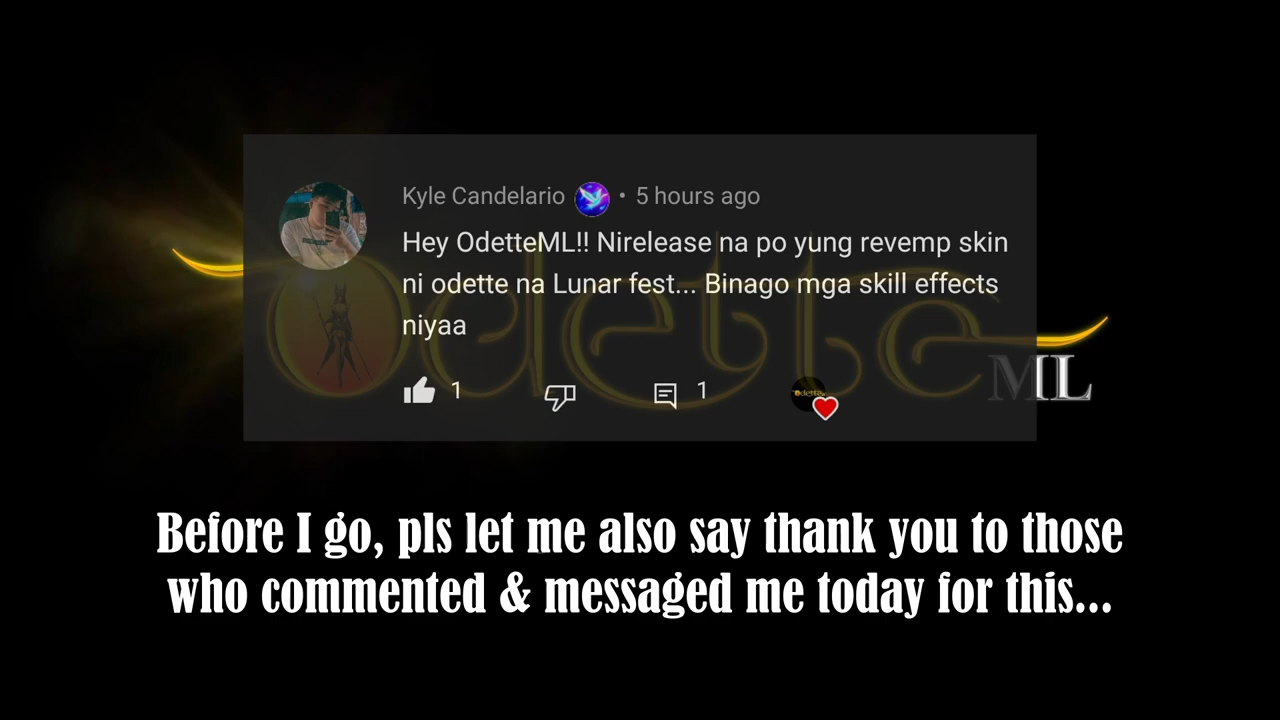 Kyle Candelario • 5 hours ago
Hey OdetteML!! Nirelease na po yung revemp skin
ni odette na Lunar fest... Binago mga skill effects
niyaa
1 1
Odette
ML
Before I go, pls let me also say thank you to those
who commented & messaged me today for this...